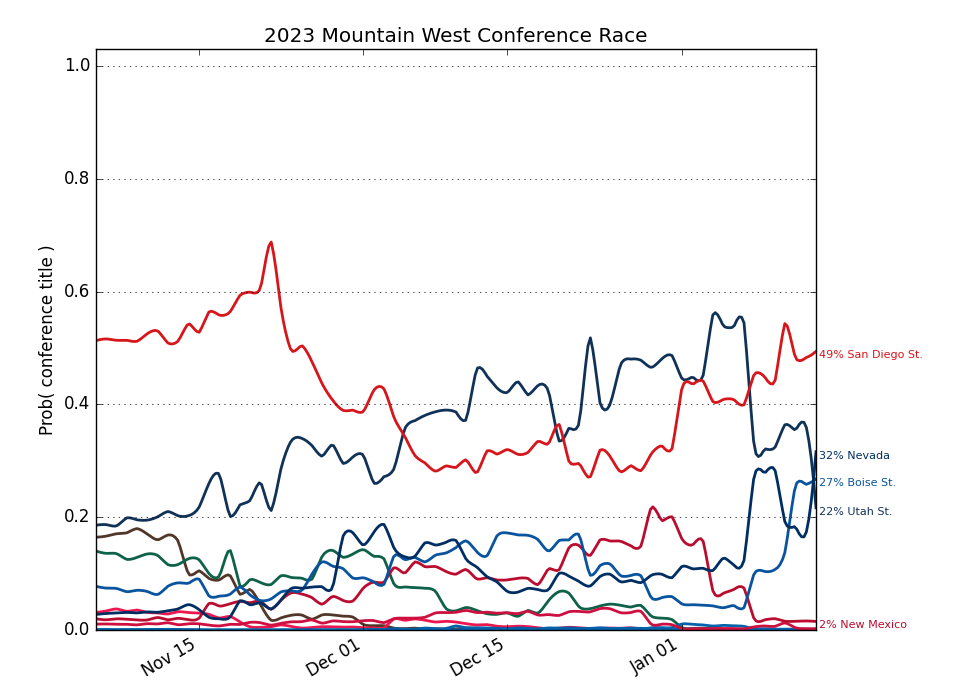 2023 Mountain West Conference Race
1.0
0.8
0.6
0.4
0.2
0.0
Prob( conference title )
49% San Diego St.
32% Nevada
27% Boise St.
22% Utah St.
2% New Mexico
Nov 15
Dec 01
Dec 15
Jan 01